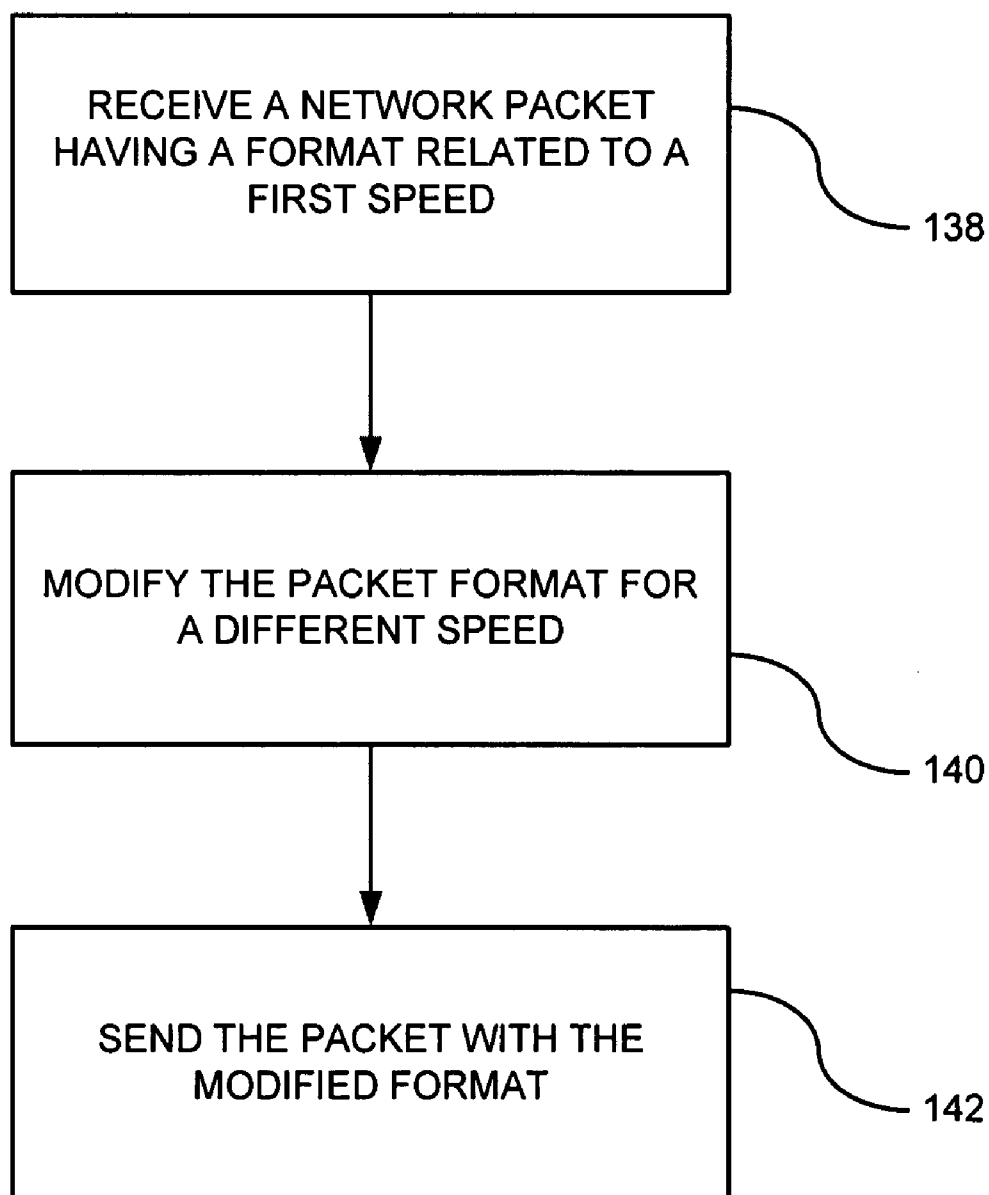 RECEIVE A NETWORK PACKET
HAVING A FORMAT RELATED TO A
FIRST SPEED
138
MODIFY THE PACKET FORMAT FOR
A DIFFERENT SPEED
140
SEND THE PACKET WITH THE
MODIFIED FORMAT
142